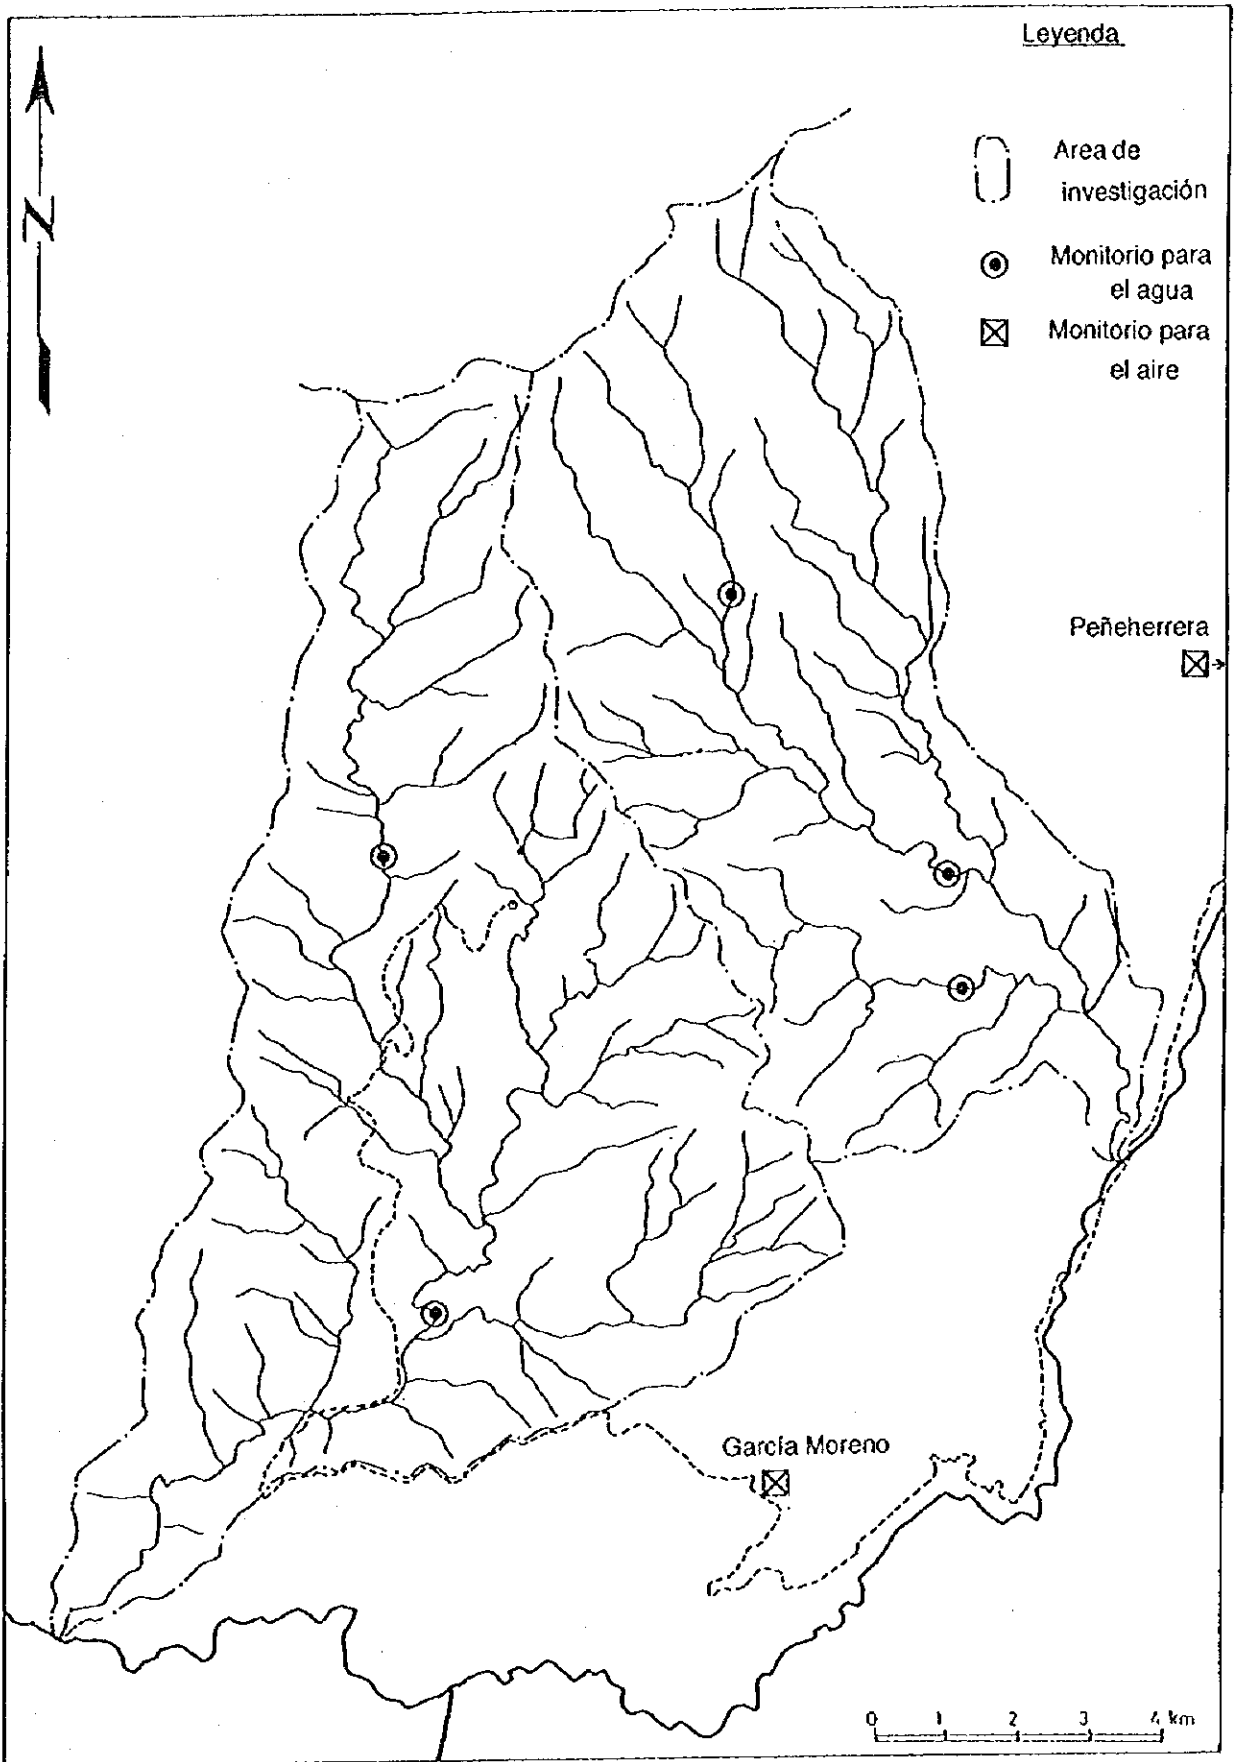 Leyenda
N
Area de
investigación
Monitorio para
el agua
Monitorio para
el aire
Peñeherrera
García Moreno
0 1 2 3 4 km